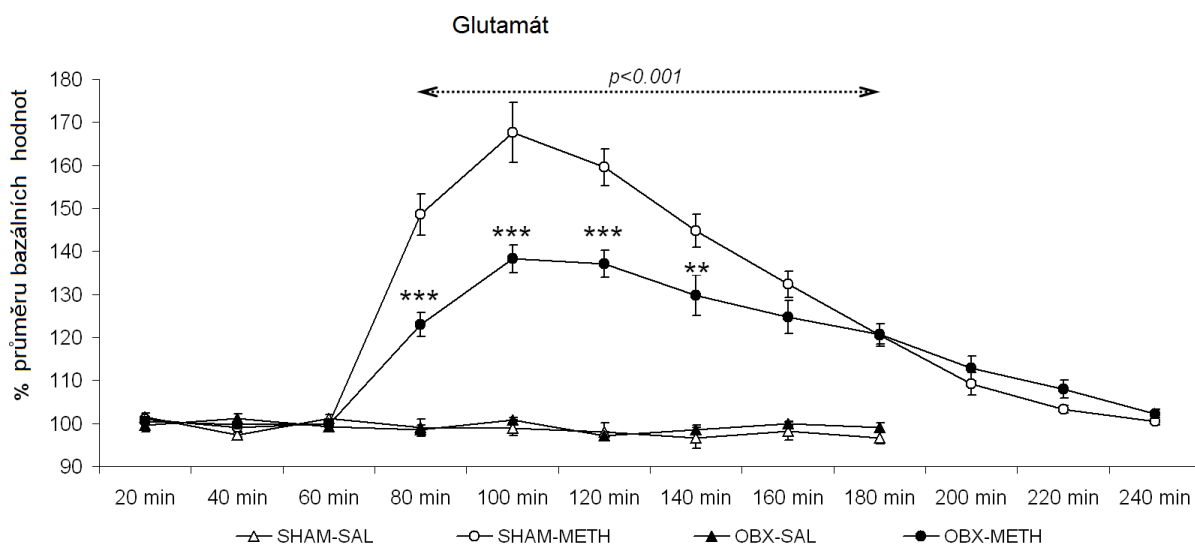 Glutamát
% průměru bazálních hodnot
180
170
160
150
140
130
120
110
100
90
p<0.001
***
***
***
**
20 min 40 min 60 min 80 min 100 min 120 min 140 min 160 min 180 min 200 min 220 min 240 min
SHAM-SAL SHAM-METH OBX-SAL OBX-METH